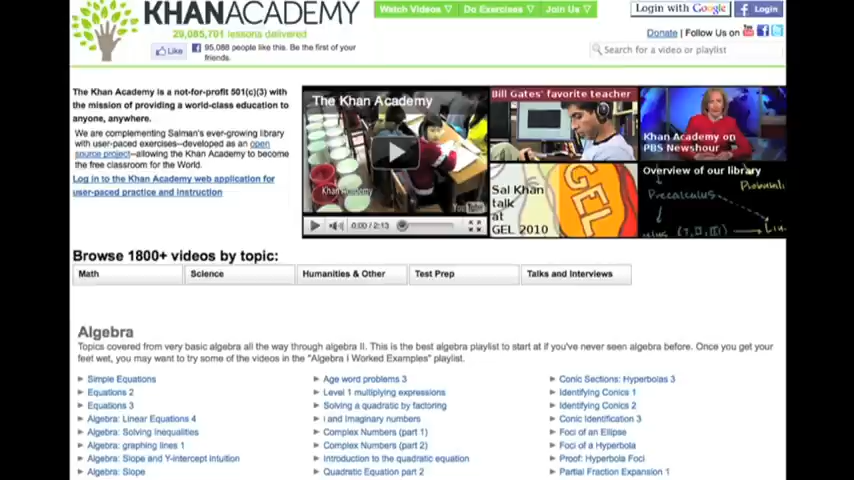 KHANACADEMY
29,085,701 lessons delivered
Like
95,088 people like this. Be the first of your
friends.
Watch Videos ▽ Do Exercises ▽ Join Us ▽
Login with Google
Login
Donate | Follow Us on
Search for a video or playlist
The Khan Academy is a not-for-profit 501(c)(3) with
the mission of providing a world-class education to
anyone, anywhere.
We are complementing Salman's ever-growing library
with user-paced exercises--developed as an open
source project--allowing the Khan Academy to become
the free classroom for the World.
Log in to the Khan Academy web application for
user-paced practice and instruction
The Khan Academy
Khan Academy
YouTube
0:00 / 2:13
Bill Gates' favorite teacher
Khan Academy on
PBS Newshour
Sal Khan
talk
at
GEL 2010
GEL
Overview of our library
Precalculus
Browse 1800+ videos by topic:
Math
Science
Humanities & Other
Test Prep
Talks and Interviews
Algebra
Topics covered from very basic algebra all the way through algebra II. This is the best algebra playlist to start at if you've never seen algebra before. Once you get your
feet wet, you may want to try some of the videos in the "Algebra I Worked Examples" playlist.
Simple Equations
Equations 2
Equations 3
Algebra: Linear Equations 4
Algebra: Solving Inequalities
Algebra: graphing lines 1
Algebra: Slope and Y-intercept intuition
Algebra: Slope
Age word problems 3
Level 1 multiplying expressions
Solving a quadratic by factoring
i and Imaginary numbers
Complex Numbers (part 1)
Complex Numbers (part 2)
Introduction to the quadratic equation
Quadratic Equation part 2
Conic Sections: Hyperbolas 3
Identifying Conics 1
Identifying Conics 2
Conic Identification 3
Foci of an Ellipse
Foci of a Hyperbola
Proof: Hyperbola Foci
Partial Fraction Expansion 1